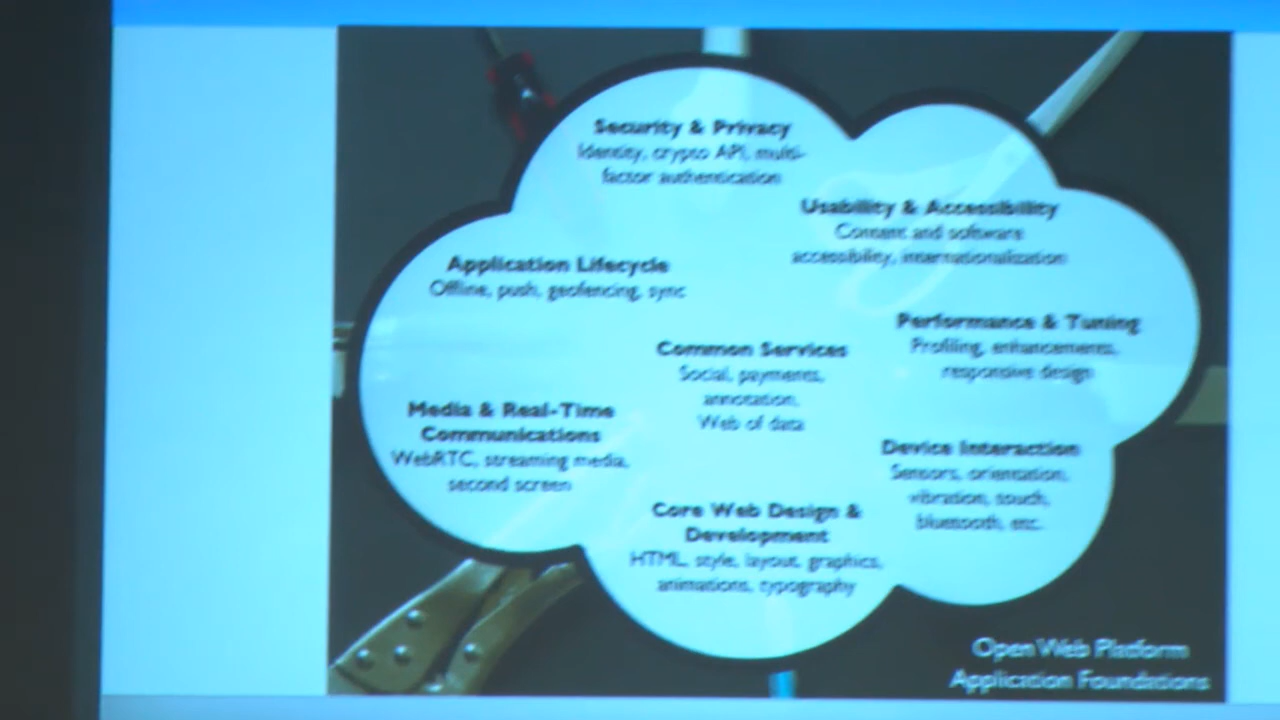 Security & Privacy
Identity, crypto API, multi-
factor authentication
Usability & Accessibility
Content and software
accessibility, internationalization
Application Lifecycle
Offline, push, geofencing, sync
Performance & Tuning
Profiling, enhancements,
responsive design
Common Services
Social, payments,
annotation,
Web of data
Media & Real-Time
Communications
WebRTC, streaming media,
second screen
Device Interaction
Sensors, orientation,
vibration, touch,
bluetooth, etc.
Core Web Design &
Development
HTML, style, layout, graphics,
animations, typography
Open Web Platform
Application Foundations